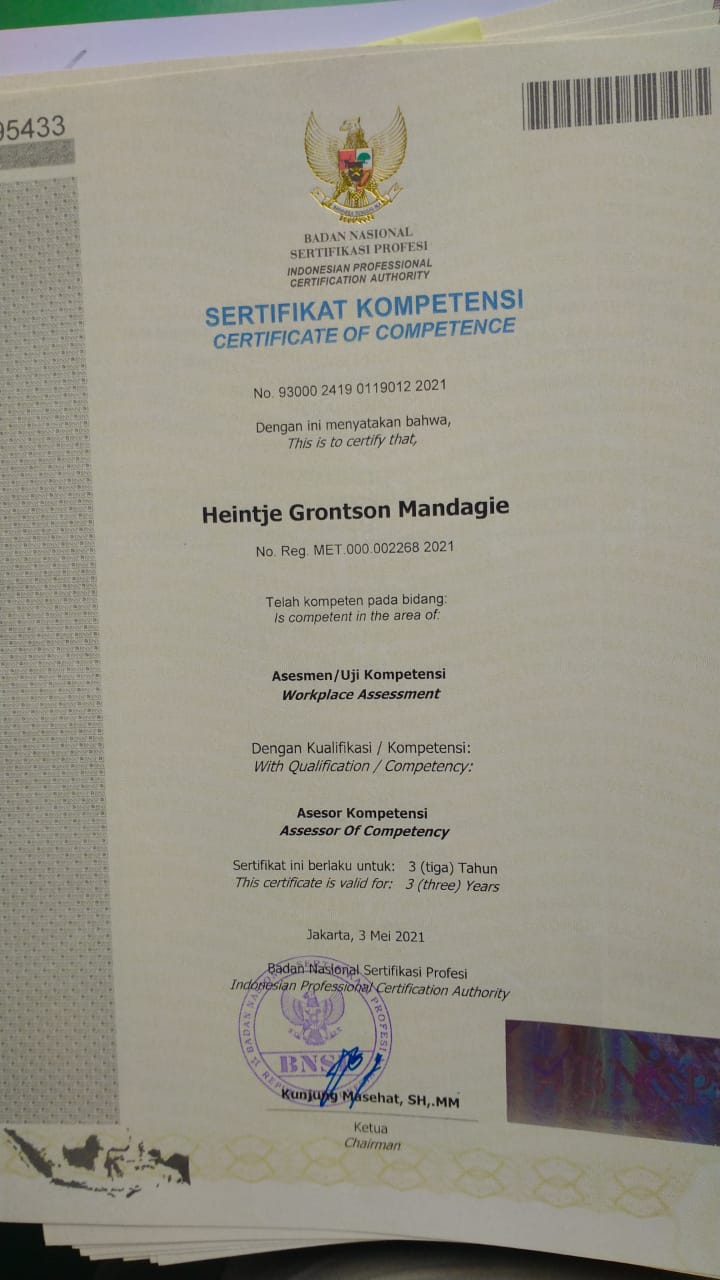 95433
BADAN NASIONAL
SERTIFIKASI PROFESI
INDONESIAN PROFESSIONAL
CERTIFICATION AUTHORITY
SERTIFIKAT KOMPETENSI
CERTIFICATE OF COMPETENCE
No. 93000 2419 0119012 2021
Dengan ini menyatakan bahwa,
This is to certify that,
Heintje Grontson Mandagie
No. Reg. MET.000.002268 2021
Telah kompeten pada bidang:
Is competent in the area of:
Asesmen/Uji Kompetensi
Workplace Assessment
Dengan Kualifikasi / Kompetensi:
With Qualification / Competency:
Asesor Kompetensi
Assessor Of Competency
Sertifikat ini berlaku untuk: 3 (tiga) Tahun
This certificate is valid for: 3 (three) Years
Jakarta, 3 Mei 2021
Badan Nasional Sertifikasi Profesi
Indonesian Professional Certification Authority
BADAN NASIONAL SERTIFIKASI PROFESI
BNSP
Kunjung Masehat, SH,.MM
Ketua
Chairman
BNSP